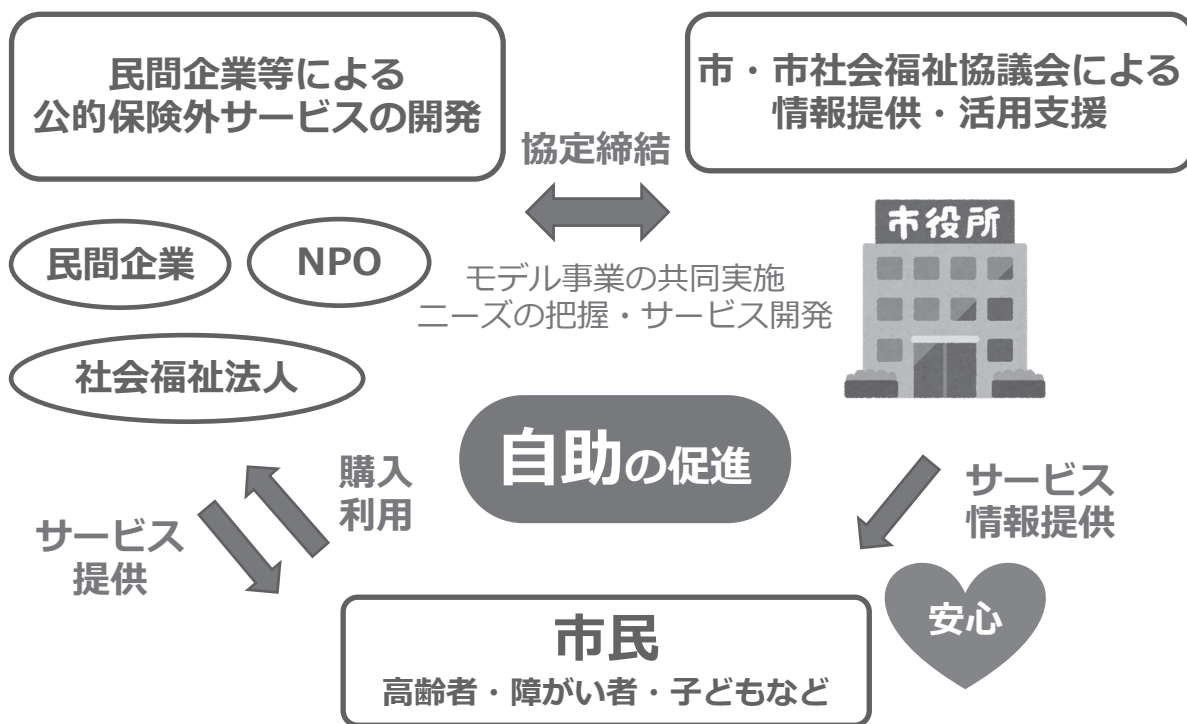 民間企業等による
公的保険外サービスの開発
市・市社会福祉協議会による
情報提供・活用支援
協定締結
モデル事業の共同実施
ニーズの把握・サービス開発
民間企業
NPO
社会福祉法人
市役所
自助の促進
購入
利用
サービス
提供
サービス
情報提供
安心
市民
高齢者・障がい者・子どもなど